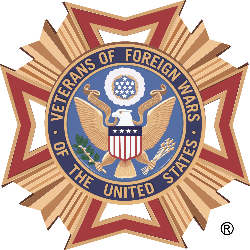 VETERANS OF FOREIGN WARS
OF THE UNITED STATES
®